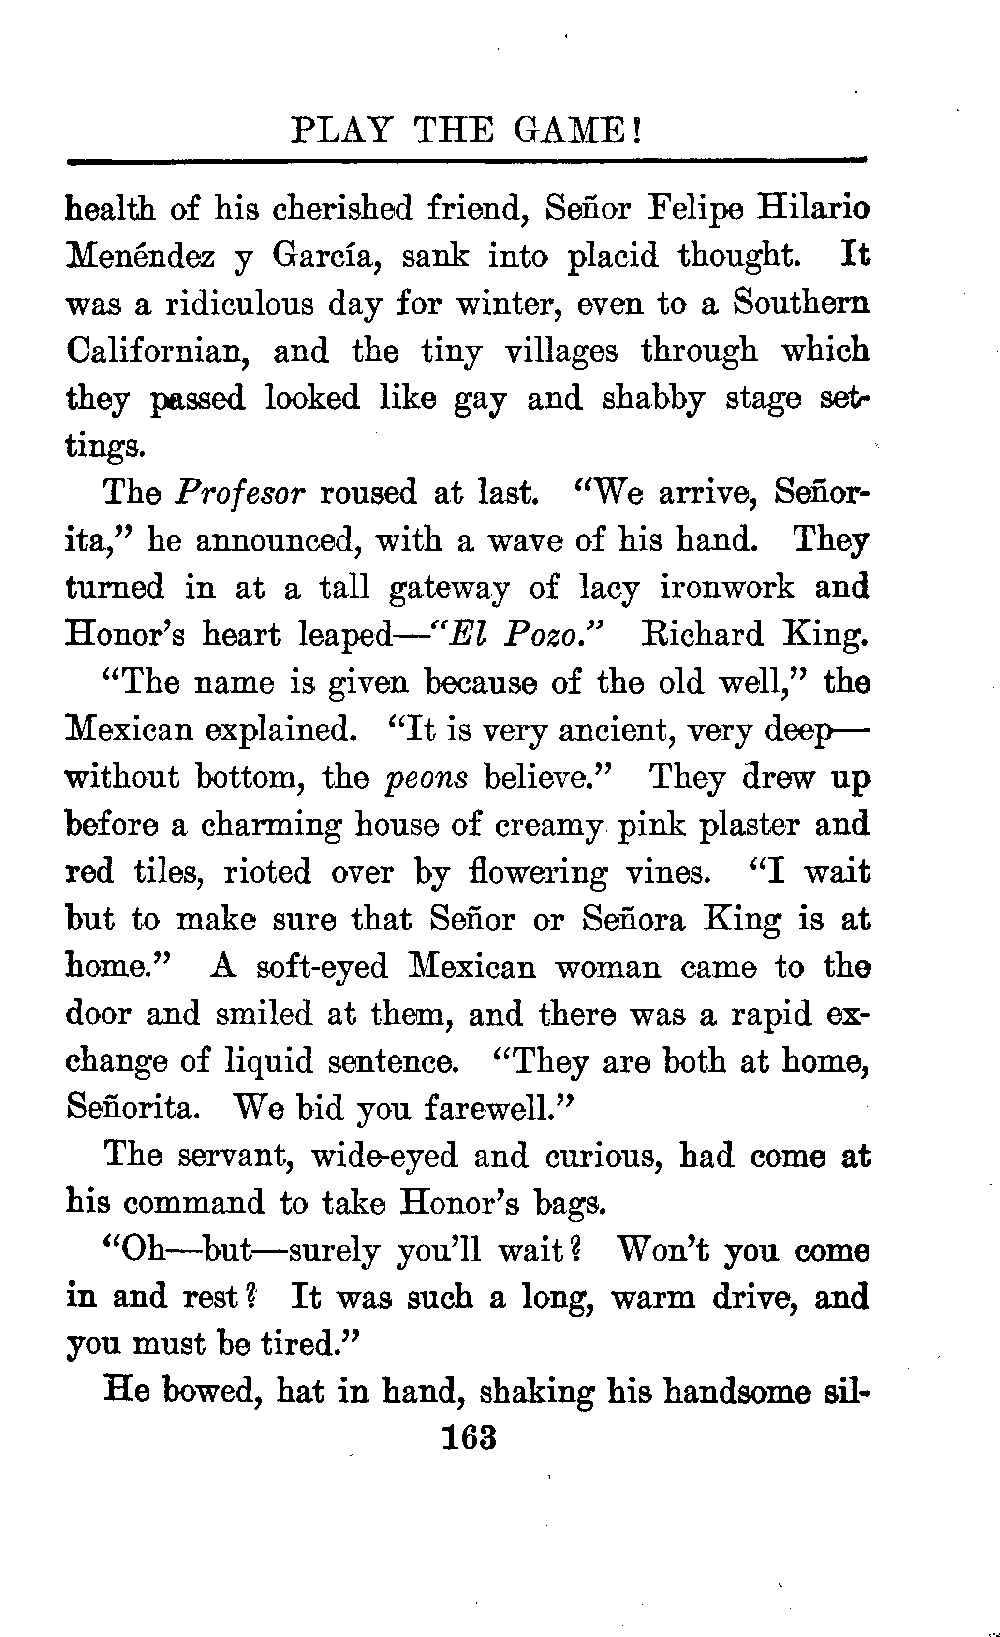 PLAY THE GAME!
health of his cherished friend, Señor Felipe Hilario
Menéndez y García, sank into placid thought. It
was a ridiculous day for winter, even to a Southern
Californian, and the tiny villages through which
they passed looked like gay and shabby stage set-
tings.
The Profesor roused at last. “We arrive, Señor-
ita,” he announced, with a wave of his hand. They
turned in at a tall gateway of lacy ironwork and
Honor’s heart leaped—“El Pozo.” Richard King.
“The name is given because of the old well,” the
Mexican explained. “It is very ancient, very deep—
without bottom, the peons believe.” They drew up
before a charming house of creamy pink plaster and
red tiles, rioted over by flowering vines. “I wait
but to make sure that Señor or Señora King is at
home.” A soft-eyed Mexican woman came to the
door and smiled at them, and there was a rapid ex-
change of liquid sentence. “They are both at home,
Señorita. We bid you farewell.”
The servant, wide-eyed and curious, had come at
his command to take Honor’s bags.
“Oh—but—surely you’ll wait? Won’t you come
in and rest? It was such a long, warm drive, and
you must be tired.”
He bowed, hat in hand, shaking his handsome sil-
163